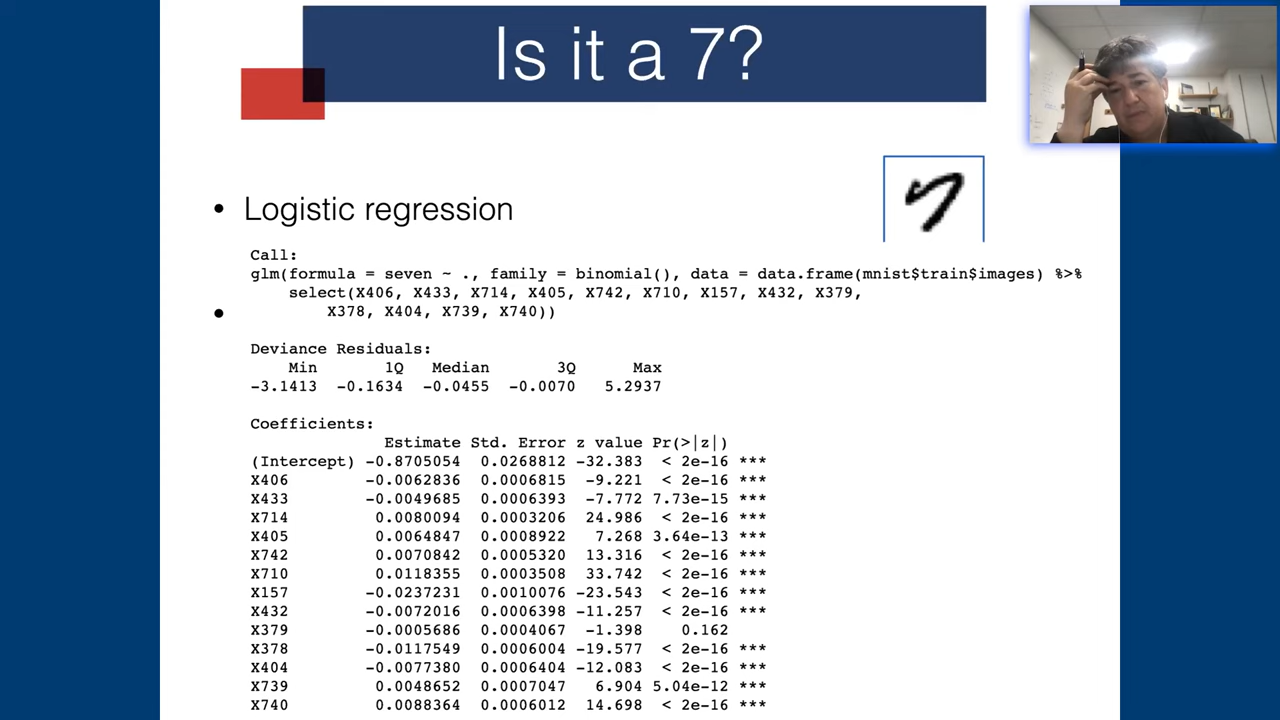 Is it a 7?
• Logistic regression
Call:
glm(formula = seven ~ ., family = binomial(), data = data.frame(mnist$train$images) %>%
select(X406, X433, X714, X405, X742, X710, X157, X432, X379,
X378, X404, X739, X740))
•
Deviance Residuals:
Min 1Q Median 3Q Max
-3.1413 -0.1634 -0.0455 -0.0070 5.2937
Coefficients:
Estimate Std. Error z value Pr(>|z|)
(Intercept) -0.8705054 0.0268812 -32.383 < 2e-16 ***
X406 -0.0062836 0.0006815 -9.221 < 2e-16 ***
X433 -0.0049685 0.0006393 -7.772 7.73e-15 ***
X714 0.0080094 0.0003206 24.986 < 2e-16 ***
X405 0.0064847 0.0008922 7.268 3.64e-13 ***
X742 0.0070842 0.0005320 13.316 < 2e-16 ***
X710 0.0118355 0.0003508 33.742 < 2e-16 ***
X157 -0.0237231 0.0010076 -23.543 < 2e-16 ***
X432 -0.0072016 0.0006398 -11.257 < 2e-16 ***
X379 -0.0005686 0.0004067 -1.398 0.162
X378 -0.0117549 0.0006004 -19.577 < 2e-16 ***
X404 -0.0077380 0.0006404 -12.083 < 2e-16 ***
X739 0.0048652 0.0007047 6.904 5.04e-12 ***
X740 0.0088364 0.0006012 14.698 < 2e-16 ***